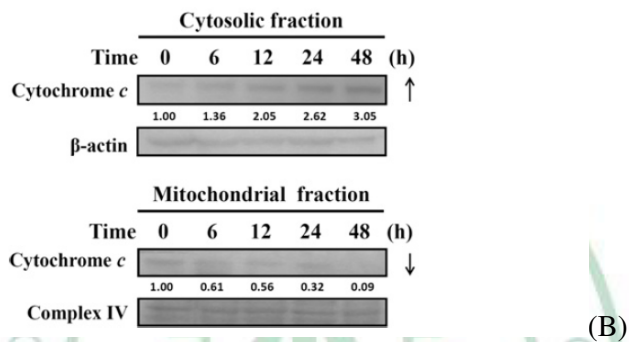 Cytosolic fraction
Time 0 6 12 24 48 (h)
Cytochrome c ↑
1.00 1.36 2.05 2.62 3.05
β-actin
Mitochondrial fraction
Time 0 6 12 24 48 (h)
Cytochrome c ↓
1.00 0.61 0.56 0.32 0.09
Complex IV
(B)